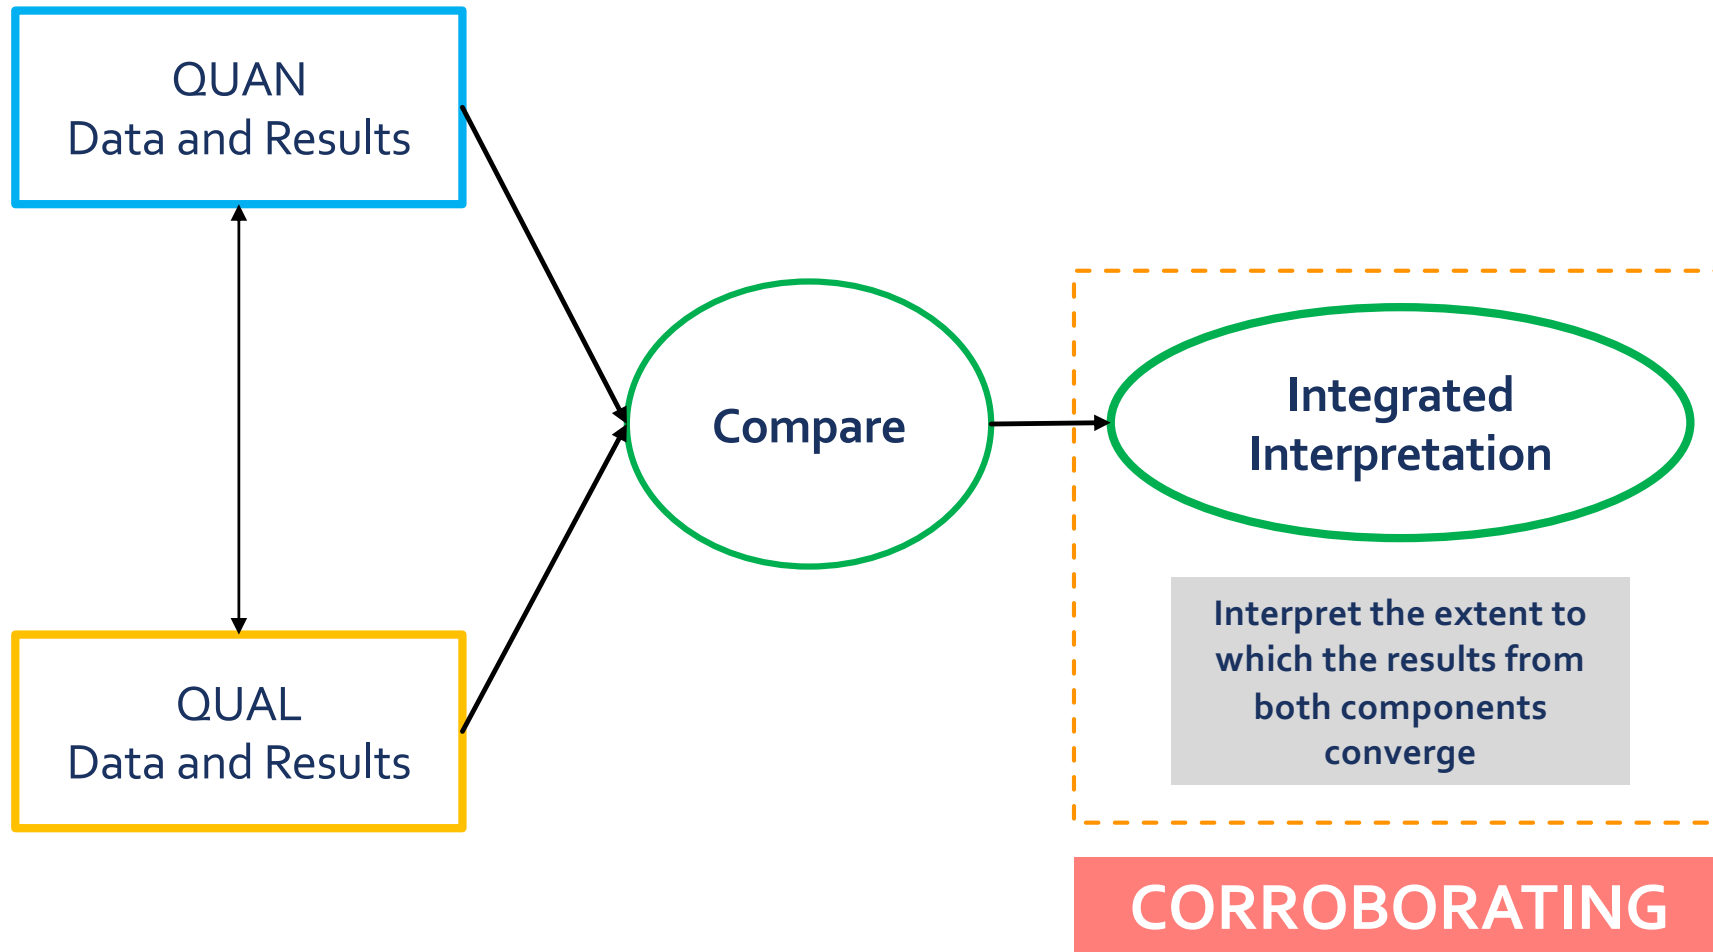 QUAN
Data and Results
QUAL
Data and Results
Compare
Integrated
Interpretation
Interpret the extent to
which the results from
both components
converge
CORROBORATING